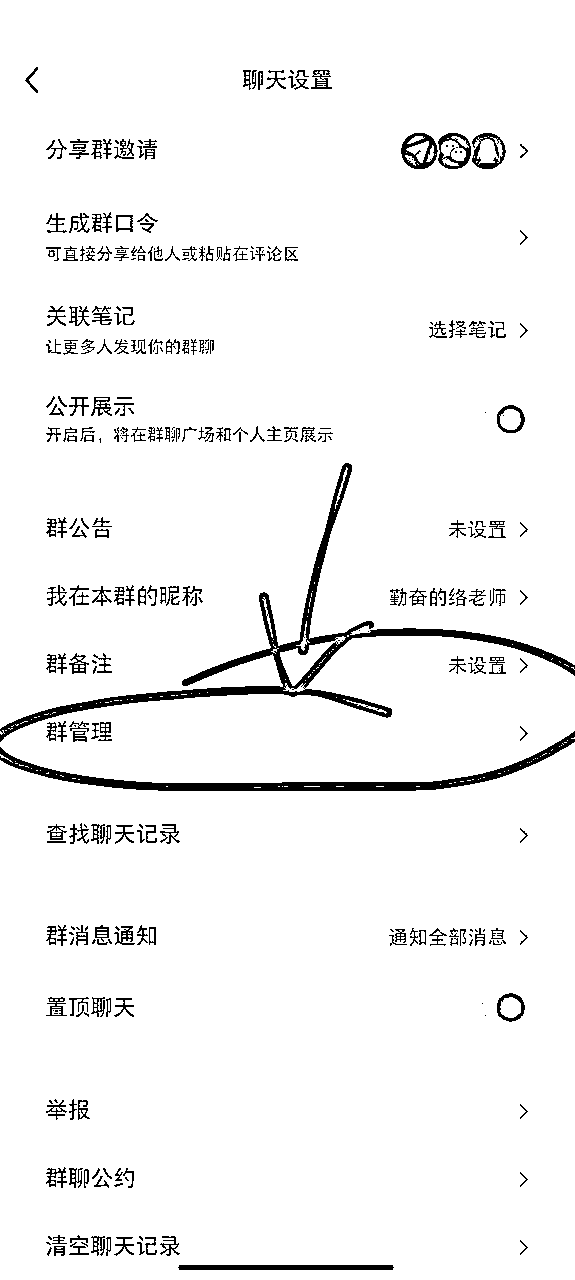 聊天设置
分享群邀请
生成群口令
可直接分享给他人或粘贴在评论区
关联笔记
选择笔记
让更多人发现你的群聊
公开展示
开启后，将在群聊广场和个人主页展示
群公告
未设置
我在本群的昵称
勤奋的络老师
群备注
未设置
群管理
查找聊天记录
群消息通知
通知全部消息
置顶聊天
举报
群聊公约
清空聊天记录